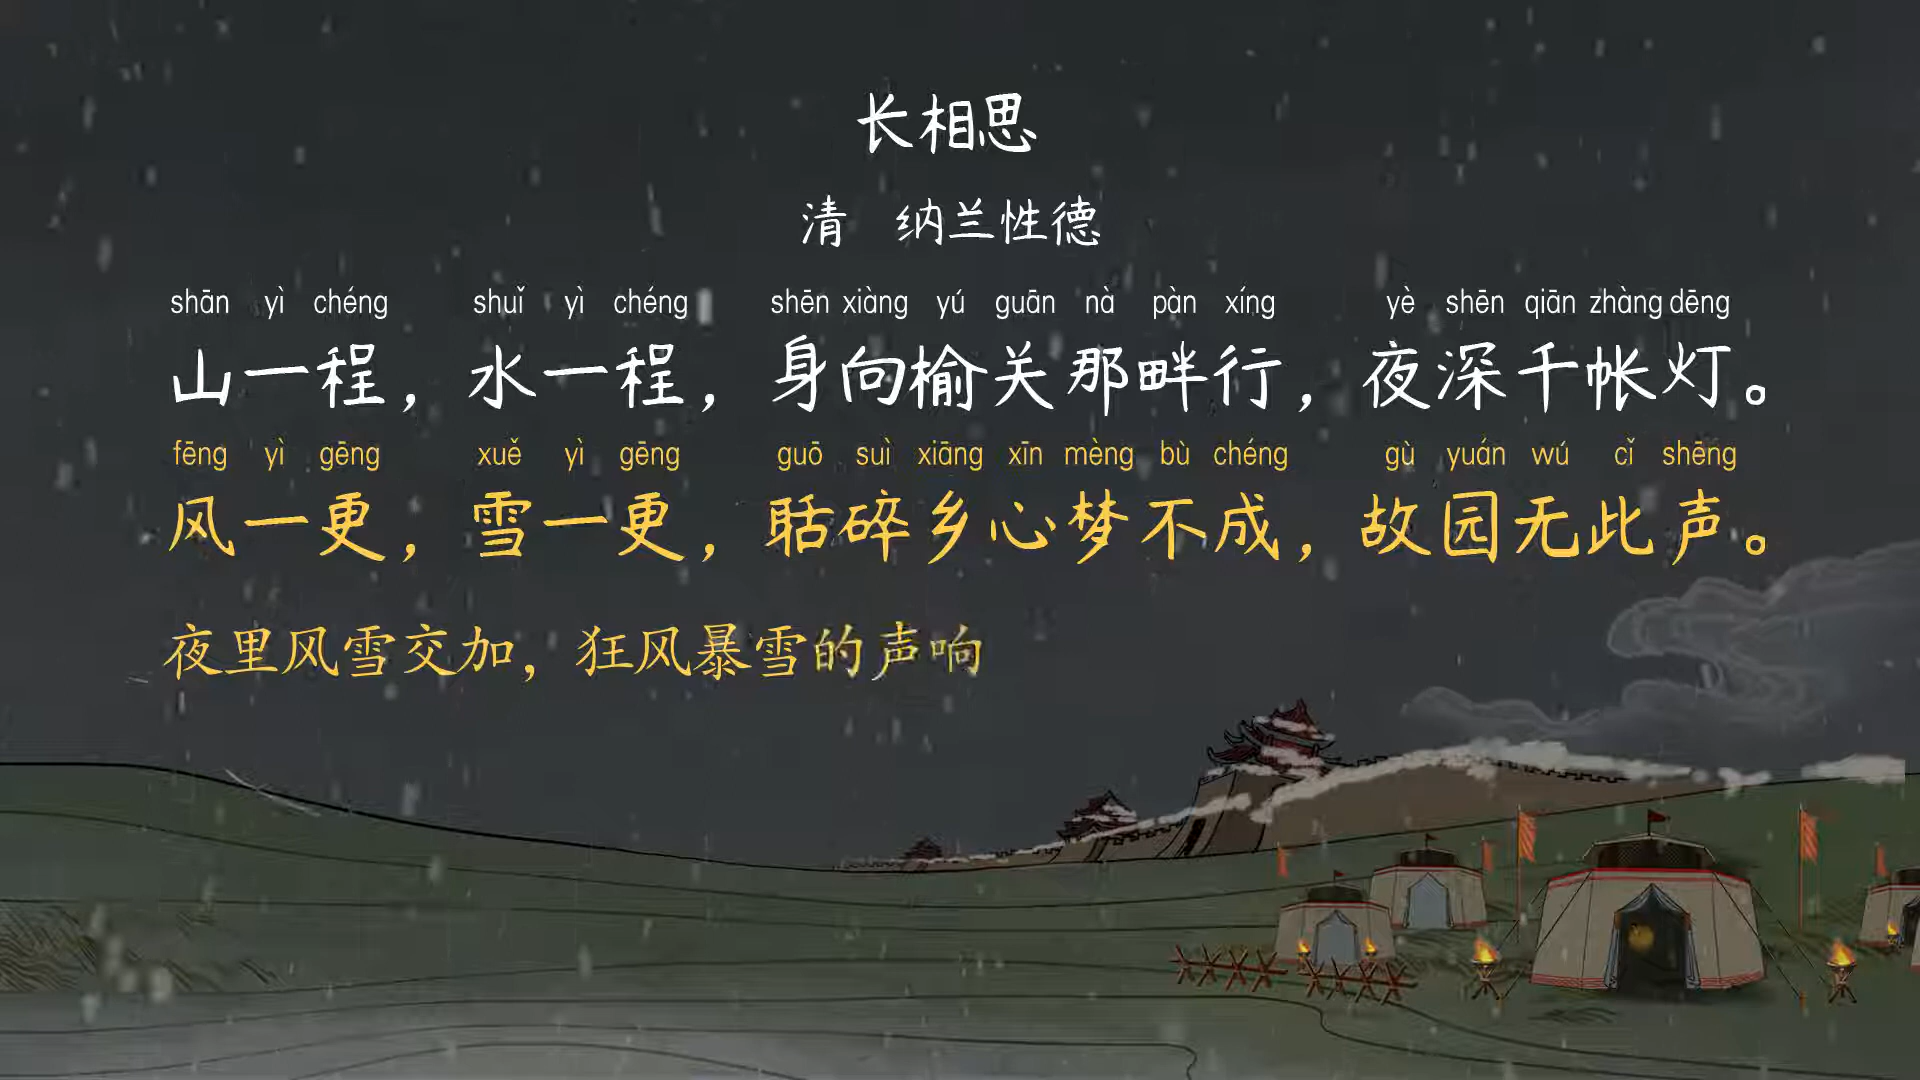 长相思
清 纳兰性德
shān yì chéng shuǐ yì chéng shēn xiàng yú guān nà pàn xíng yè shēn qiān zhàng dēng
山一程，水一程，身向榆关那畔行，夜深千帐灯。
fēng yì gēng xuě yì gēng guō suì xiāng xīn mèng bù chéng gù yuán wú cǐ shēng
风一更，雪一更，聒碎乡心梦不成，故园无此声。
夜里风雪交加，狂风暴雪的声响